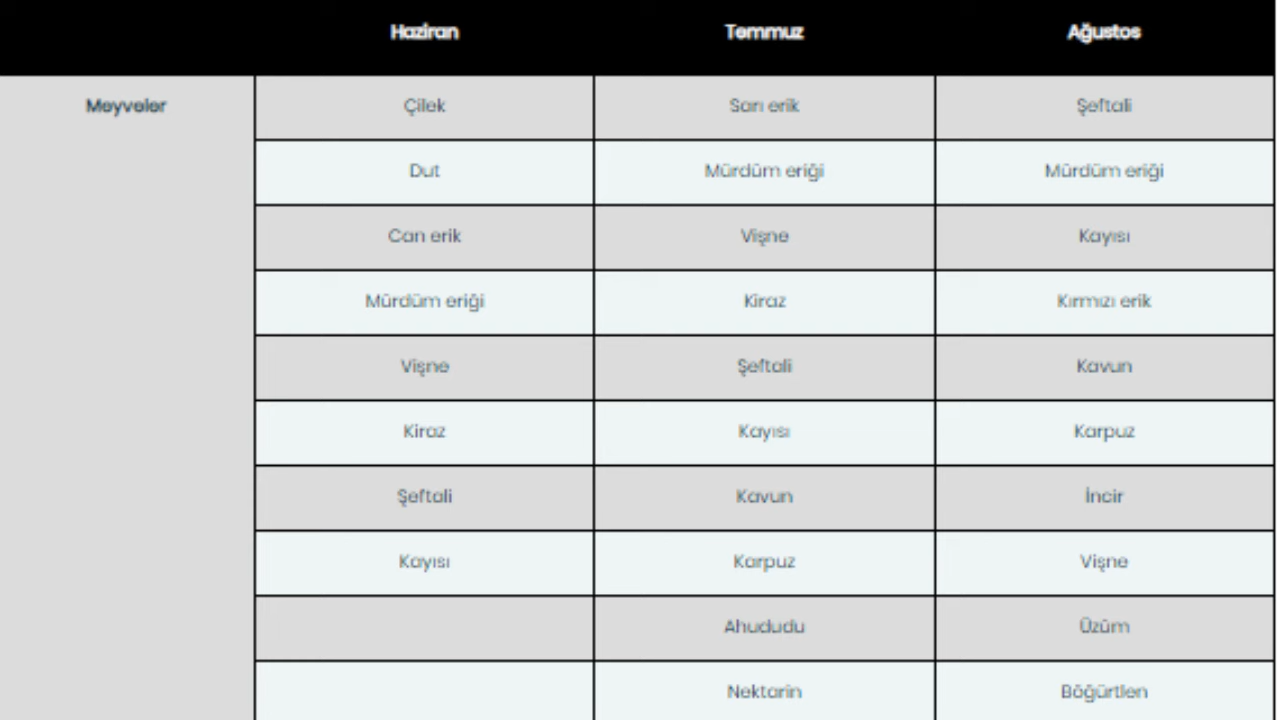 Haziran Temmuz Ağustos
Meyveler Çilek Sarı erik Şeftali
Dut Mürdüm eriği Mürdüm eriği
Can erik Vişne Kayısı
Mürdüm eriği Kiraz Kırmızı erik
Vişne Şeftali Kavun
Kiraz Kayısı Karpuz
Şeftali Kavun İncir
Kayısı Karpuz Vişne
Ahududu Üzüm
Nektarin Böğürtlen